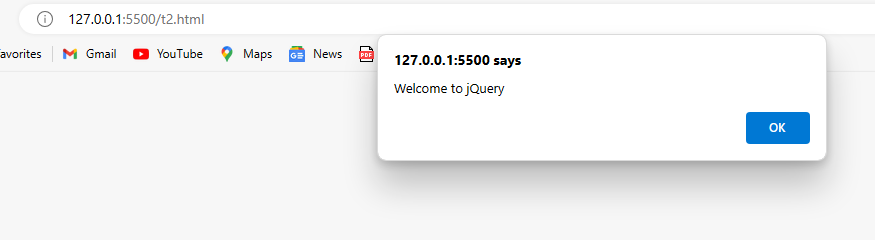 127.0.0.1:5500/t2.html
avorites Gmail YouTube Maps News PDF
127.0.0.1:5500 says
Welcome to jQuery
OK